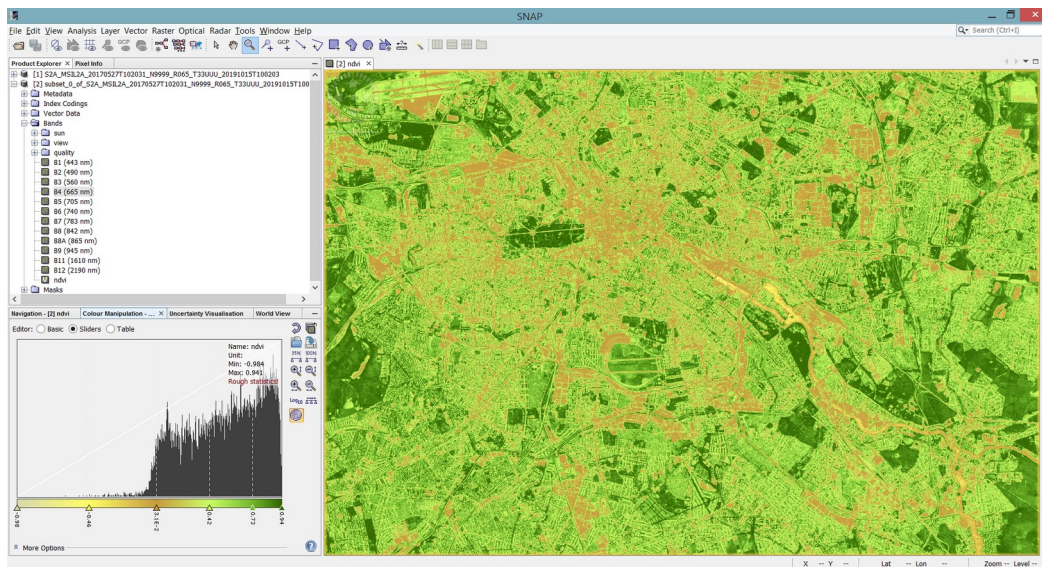 SNAP
File Edit View Analysis Layer Vector Raster Optical Radar Tools Window Help
Search (Ctrl+I)
GCP
GCP
Product Explorer × Pixel Info
[2] ndvi ×
[1] S2A_MSIL2A_20170527T102031_N9999_R065_T33UUU_20191015T100203
[2] subset_0_of_S2A_MSIL2A_20170527T102031_N9999_R065_T33UUU_20191015T100
Metadata
Index Codings
Vector Data
Bands
sun
view
quality
B1 (443 nm)
B2 (490 nm)
B3 (560 nm)
B4 (665 nm)
B5 (705 nm)
B6 (740 nm)
B7 (783 nm)
B8 (842 nm)
B8A (865 nm)
B9 (945 nm)
B11 (1610 nm)
B12 (2190 nm)
ndvi
Masks
Navigation - [2] ndvi Colour Manipulation - ... × Uncertainty Visualisation World View
Editor: Basic Sliders Table
Name: ndvi
Unit:
Min: -0.984
Max: 0.941
Rough statistics!
95% 100%
Log10
-0.98 -0.46 3.1E-2 0.42 0.73 0.94
More Options
X -- Y -- Lat -- Lon -- Zoom -- Level --